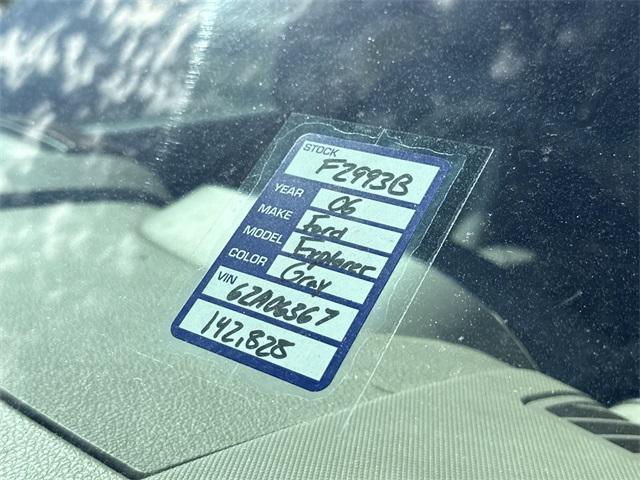 STOCK
F2993B
YEAR 06
MAKE Ford
MODEL Explorer
COLOR Gray
VIN
6ZA06367
142,828